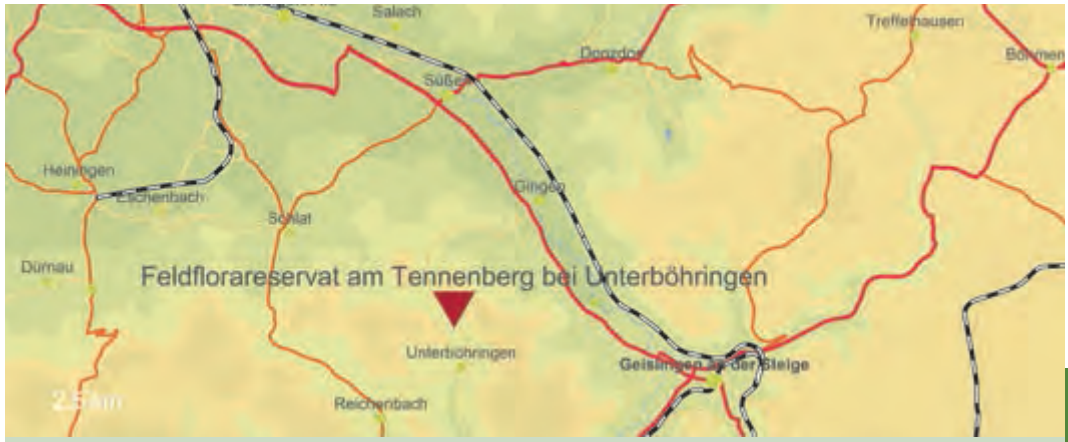 Salach
Treffelhausen
Donzdorf
Böhmen
Süßen
Heiningen
Eschenbach
Gingen
Schlat
Dürnau
Feldflorareservat am Tennenberg bei Unterböhringen
Unterböhringen
Geislingen an der Steige
2.5 km
Reichenbach